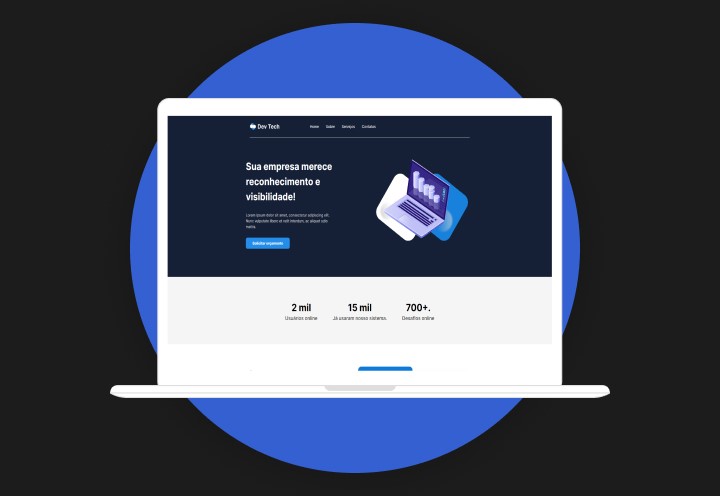 Dev Tech
Home Sobre Serviços Contatos
Sua empresa merece
reconhecimento e
visibilidade!
Lorem ipsum dolor sit amet, consectetur adipiscing elit.
Nunc vulputate libero et velit interdum, ac aliquet odio
mattis.
Solicitar orçamento
2 mil 15 mil 700+.
Usuários online Já usaram nosso sistema. Desafios online